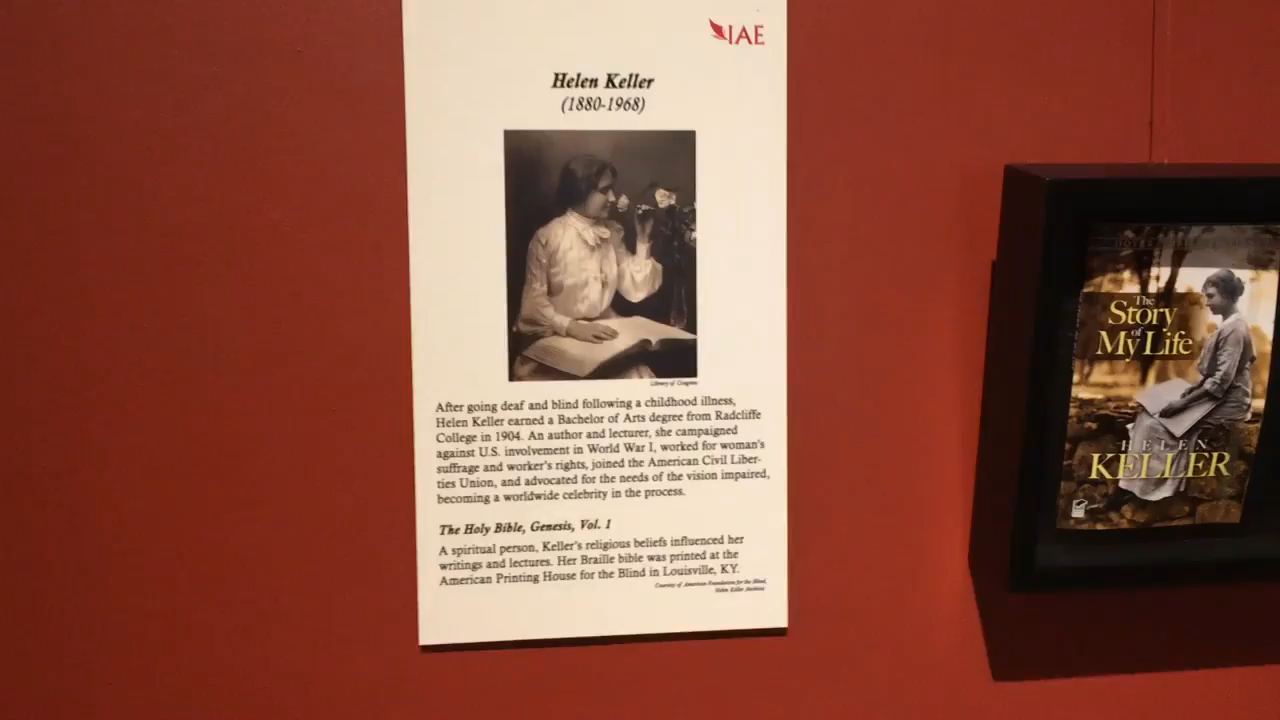 IAE
Helen Keller
(1880-1968)
Library of Congress
After going deaf and blind following a childhood illness,
Helen Keller earned a Bachelor of Arts degree from Radcliffe
College in 1904. An author and lecturer, she campaigned
against U.S. involvement in World War I, worked for woman's
suffrage and worker's rights, joined the American Civil Liber-
ties Union, and advocated for the needs of the vision impaired,
becoming a worldwide celebrity in the process.
The Holy Bible, Genesis, Vol. 1
A spiritual person, Keller's religious beliefs influenced her
writings and lectures. Her Braille bible was printed at the
American Printing House for the Blind in Louisville, KY.
Courtesy of American Foundation for the Blind,
Helen Keller Archives
The
Story
of
My Life
HELEN
KELLER